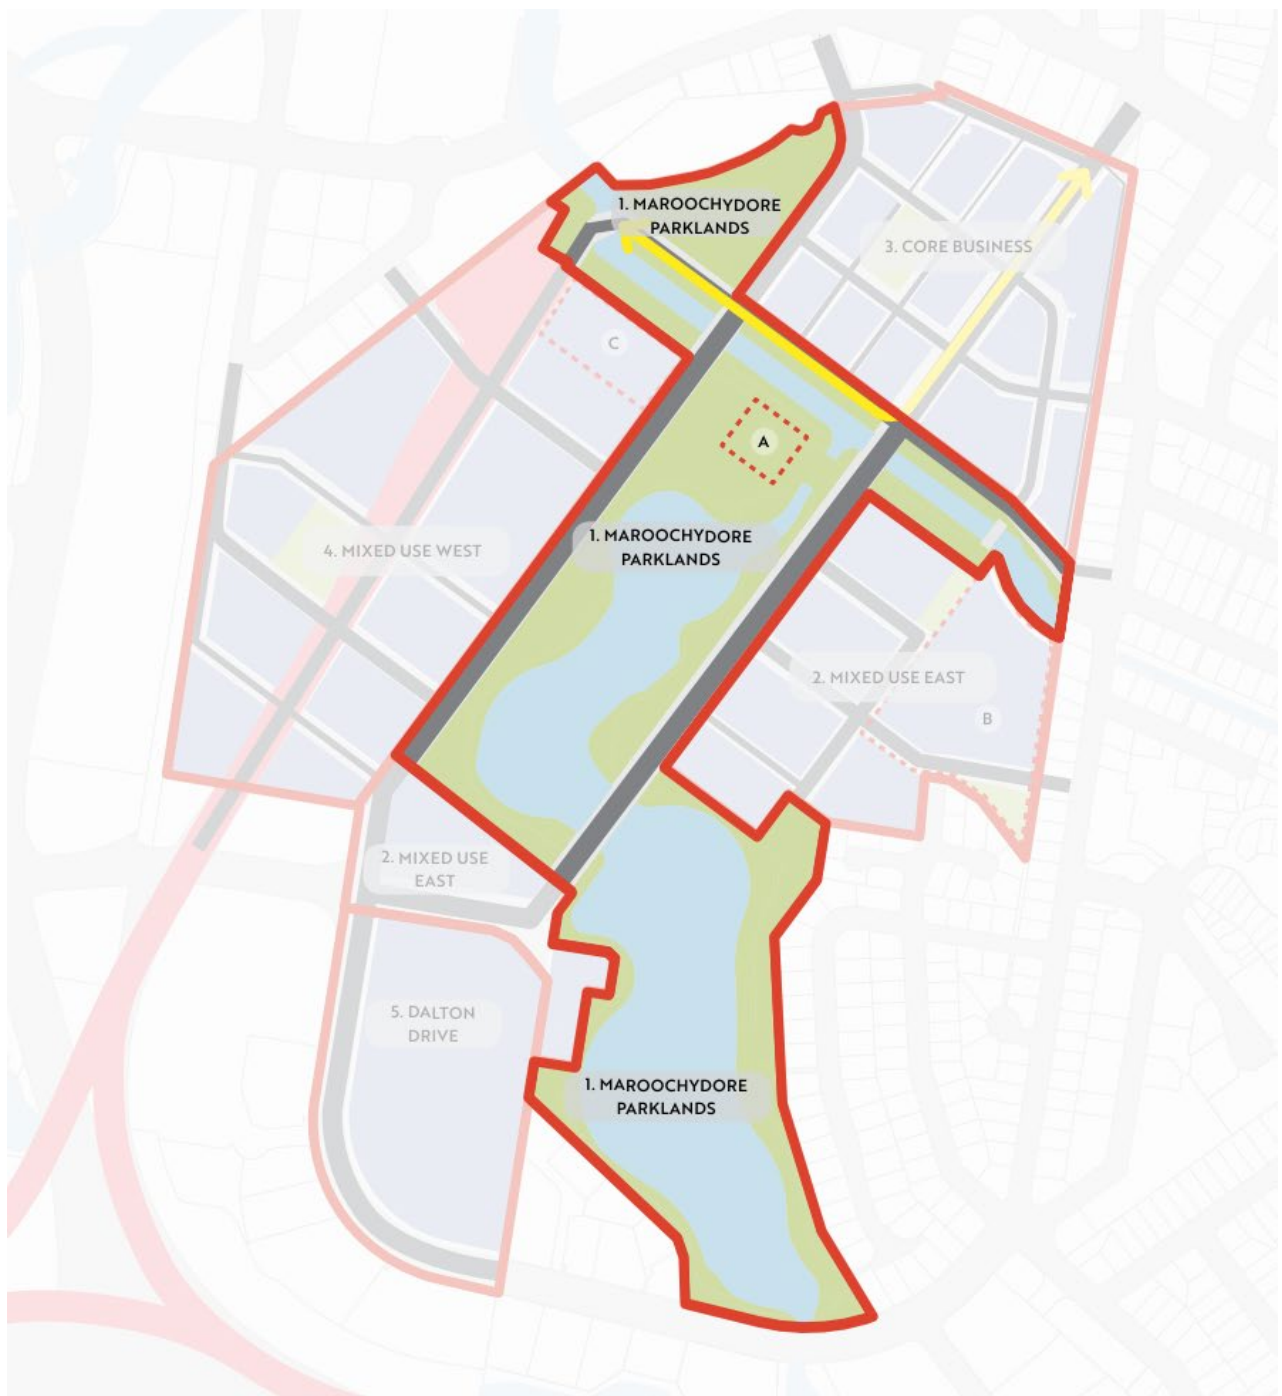 1. MAROOCHYDORE
PARKLANDS
3. CORE BUSINESS
C
A
1. MAROOCHYDORE
PARKLANDS
4. MIXED USE WEST
2. MIXED USE EAST
B
2. MIXED USE
EAST
5. DALTON
DRIVE
1. MAROOCHYDORE
PARKLANDS